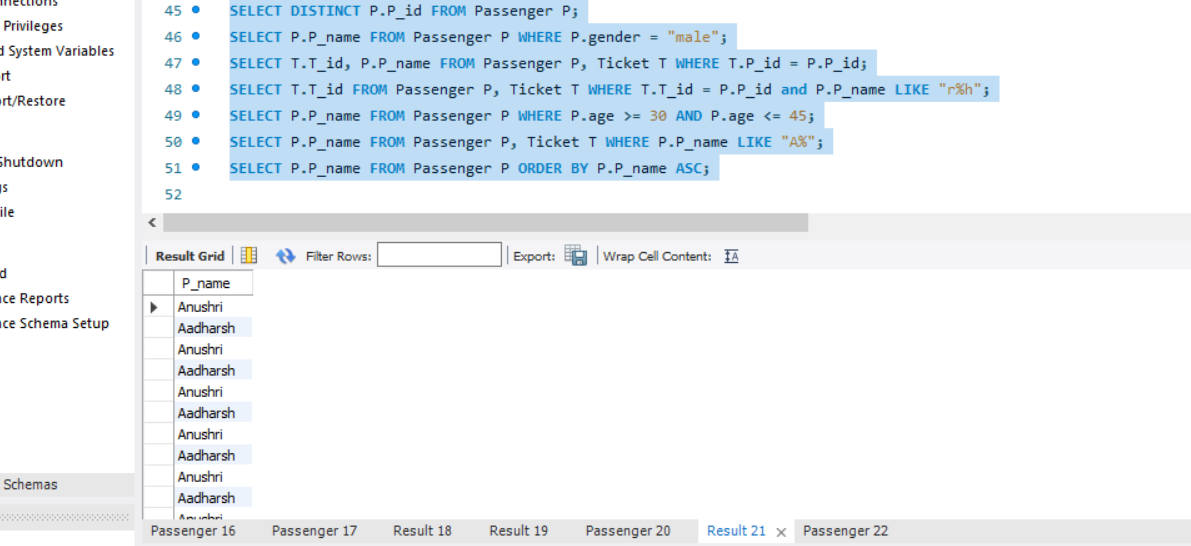 nnections
Privileges
d System Variables
rt
rt/Restore
Shutdown
gs
ile
d
ce Reports
ce Schema Setup
Schemas
45 SELECT DISTINCT P.P_id FROM Passenger P;
46 SELECT P.P_name FROM Passenger P WHERE P.gender = "male";
47 SELECT T.T_id, P.P_name FROM Passenger P, Ticket T WHERE T.P_id = P.P_id;
48 SELECT T.T_id FROM Passenger P, Ticket T WHERE T.T_id = P.P_id and P.P_name LIKE "r%h";
49 SELECT P.P_name FROM Passenger P WHERE P.age >= 30 AND P.age <= 45;
50 SELECT P.P_name FROM Passenger P, Ticket T WHERE P.P_name LIKE "A%";
51 SELECT P.P_name FROM Passenger P ORDER BY P.P_name ASC;
52
Result Grid Filter Rows: Export: Wrap Cell Content: IA
P_name
Anushri
Aadharsh
Anushri
Aadharsh
Anushri
Aadharsh
Anushri
Aadharsh
Anushri
Aadharsh
Anushri
Passenger 16 Passenger 17 Result 18 Result 19 Passenger 20 Result 21 Passenger 22